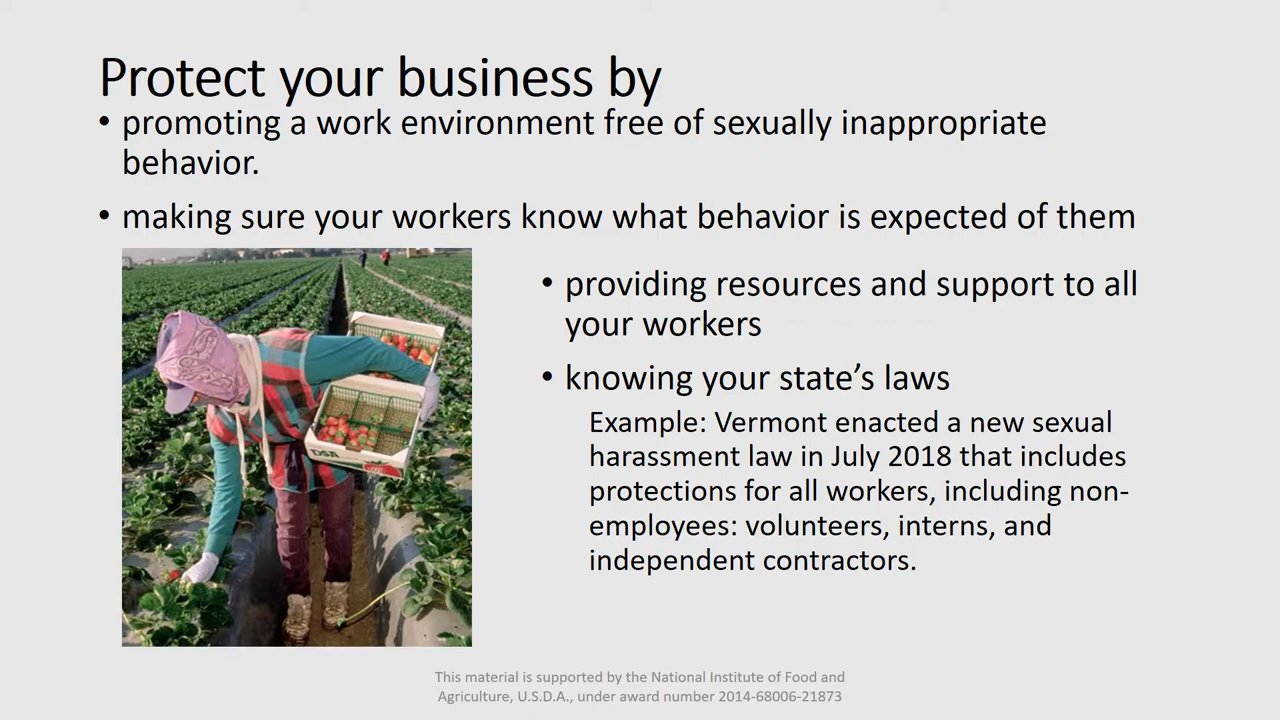 Protect your business by
• promoting a work environment free of sexually inappropriate
behavior.
• making sure your workers know what behavior is expected of them
• providing resources and support to all
your workers
• knowing your state’s laws
Example: Vermont enacted a new sexual
harassment law in July 2018 that includes
protections for all workers, including non-
employees: volunteers, interns, and
independent contractors.
DSA
This material is supported by the National Institute of Food and
Agriculture, U.S.D.A., under award number 2014-68006-21873